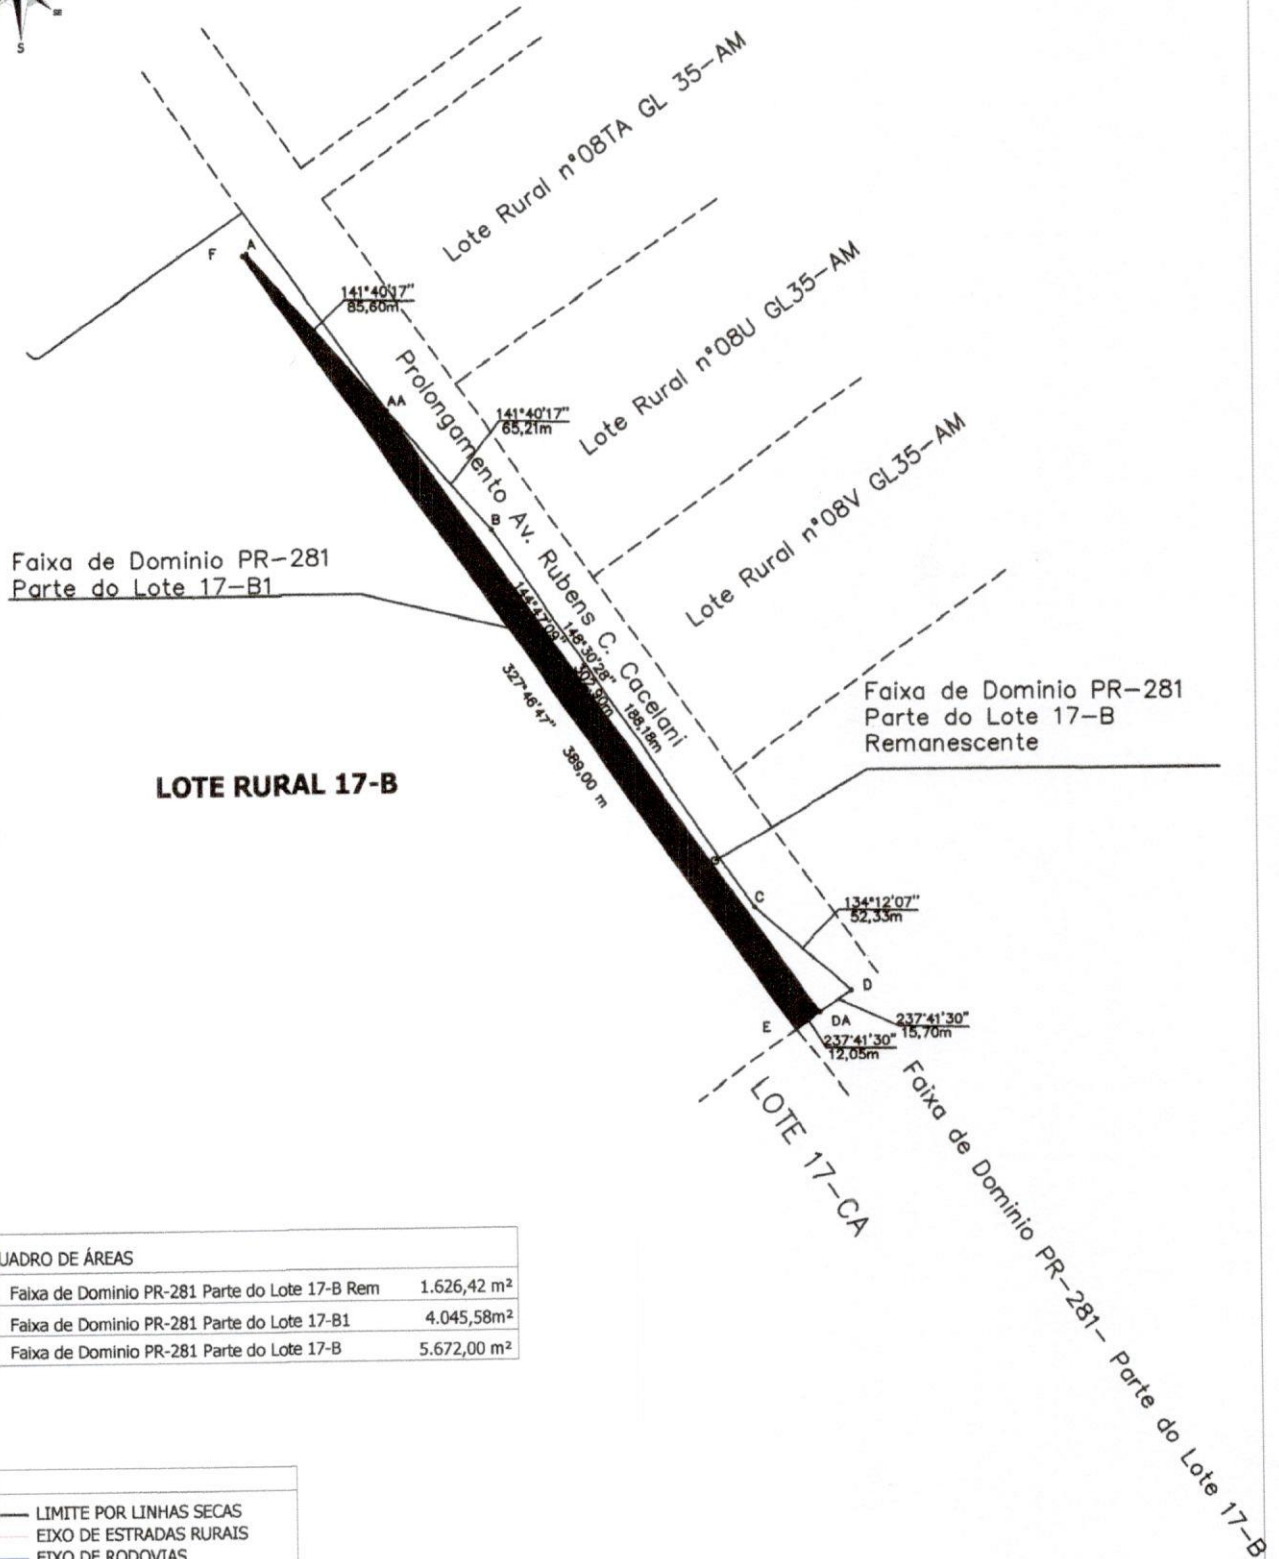 S
SE
Lote Rural n°08TA GL 35-AM
F
A
141°40'17"
85,60m
Lote Rural n°08U GL35-AM
AA
Prolongamento Av. Rubens C. Cacelani
141°40'17"
65,21m
Lote Rural n°08V GL35-AM
B
Faixa de Dominio PR-281
Parte do Lote 17-B1
144°47'09"
302,90m
148°30'28"
188,18m
327°46'47"
389,00 m
Faixa de Dominio PR-281
Parte do Lote 17-B
Remanescente
LOTE RURAL 17-B
C
134°12'07"
52,33m
D
DA
E
237°41'30"
15,70m
237°41'30"
12,05m
LOTE 17-CA
Faixa de Dominio PR-281- Parte do Lote 17-B
UADRO DE ÁREAS
Faixa de Dominio PR-281 Parte do Lote 17-B Rem 1.626,42 m²
Faixa de Dominio PR-281 Parte do Lote 17-B1 4.045,58m²
Faixa de Dominio PR-281 Parte do Lote 17-B 5.672,00 m²
LIMITE POR LINHAS SECAS
EIXO DE ESTRADAS RURAIS
EIXO DE RODOVIAS